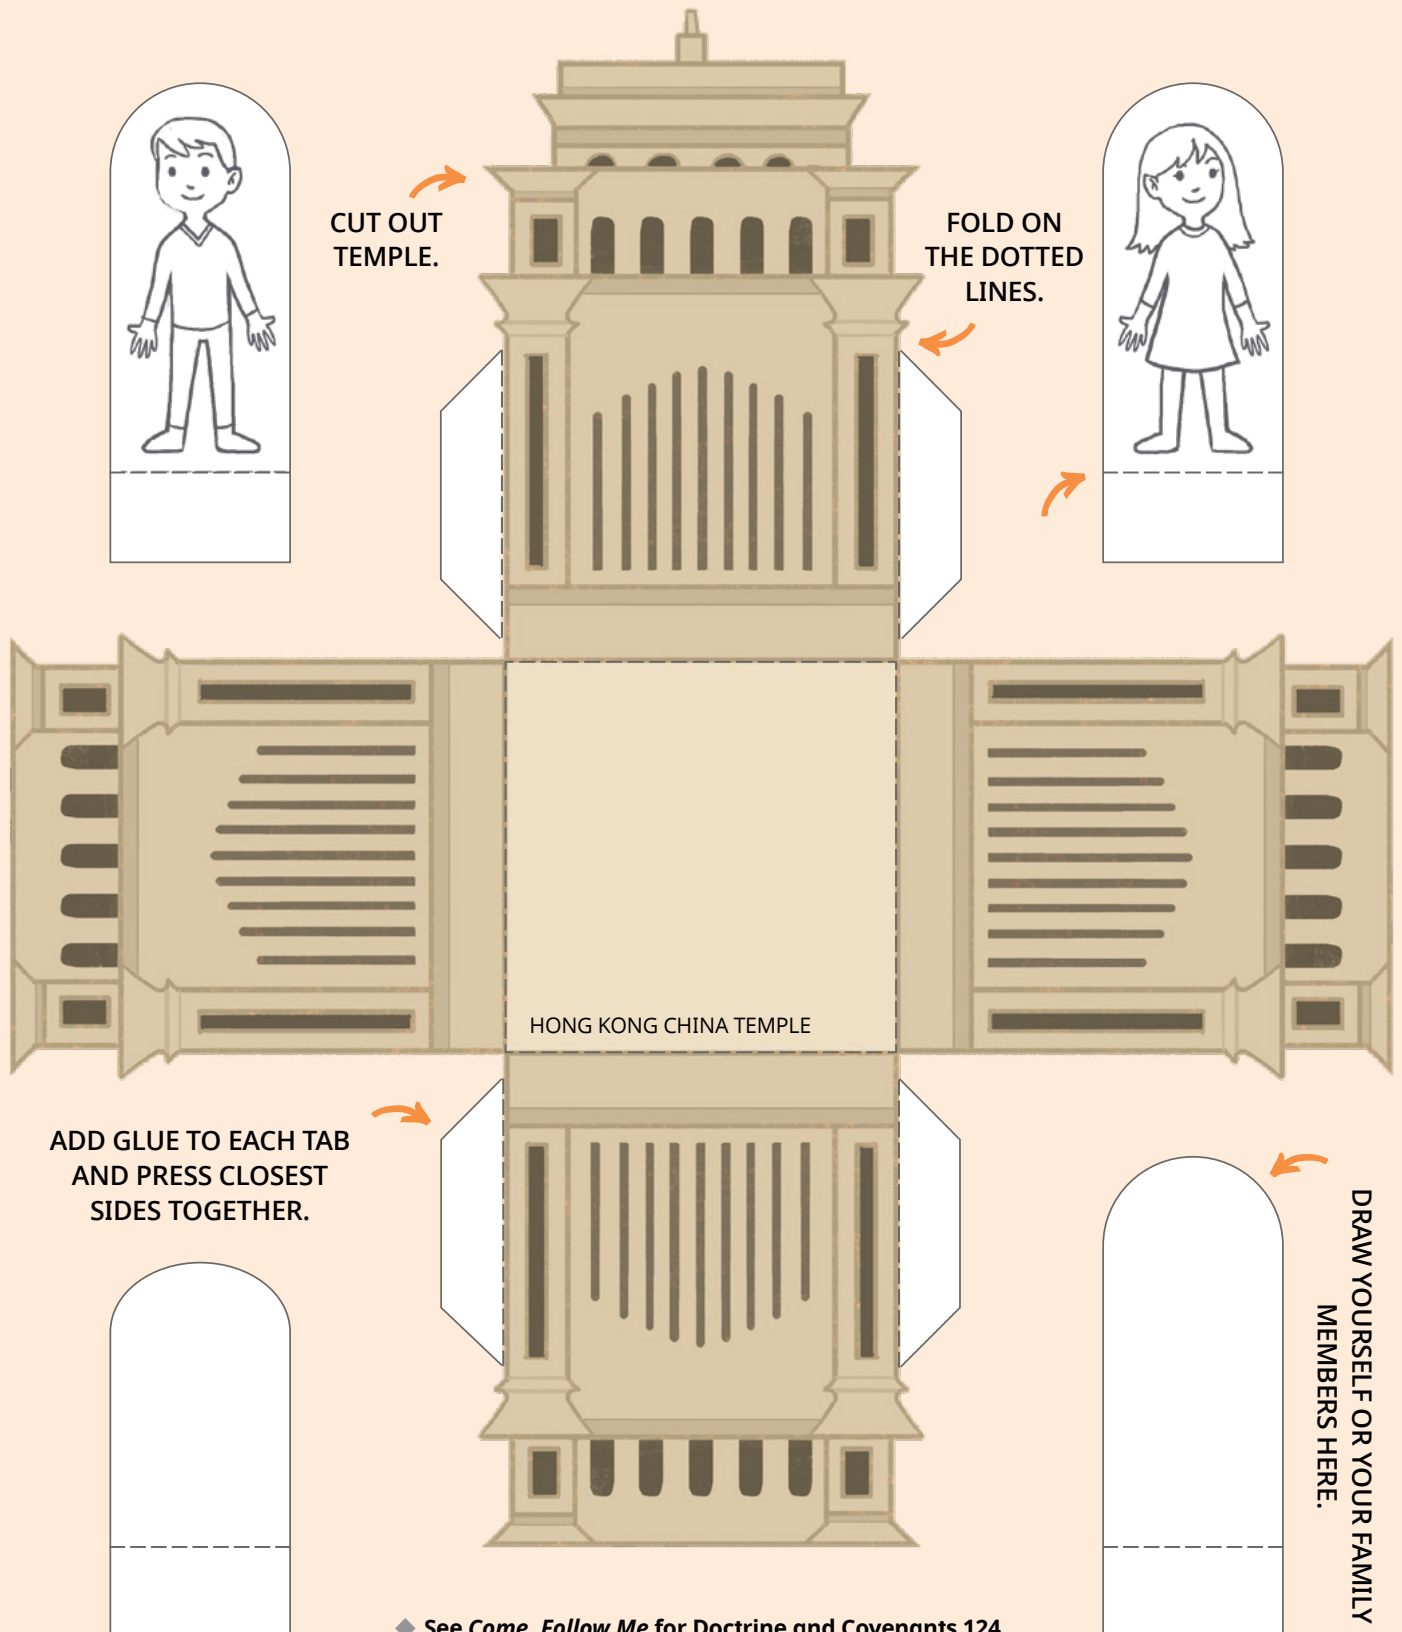 CUT OUT
TEMPLE.
FOLD ON
THE DOTTED
LINES.
HONG KONG CHINA TEMPLE
ADD GLUE TO EACH TAB
AND PRESS CLOSEST
SIDES TOGETHER.
DRAW YOURSELF OR YOUR FAMILY
MEMBERS HERE.
See Come, Follow Me for Doctrine and Covenants 124